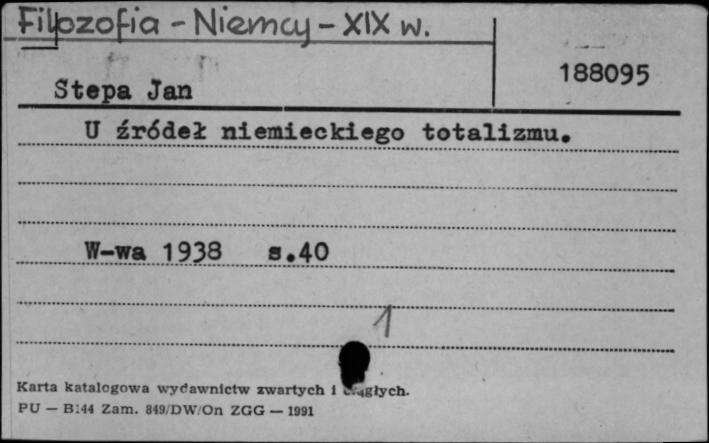 Filozofia - Niemcy - XIX w.
188095
Stepa Jan
U źródeł niemieckiego totalizmu.
W-wa 1938 s.40
1
Karta katalogowa wydawnictw zwartych i ciągłych.
PU — B:44 Zam. 849/DW/On ZGG — 1991